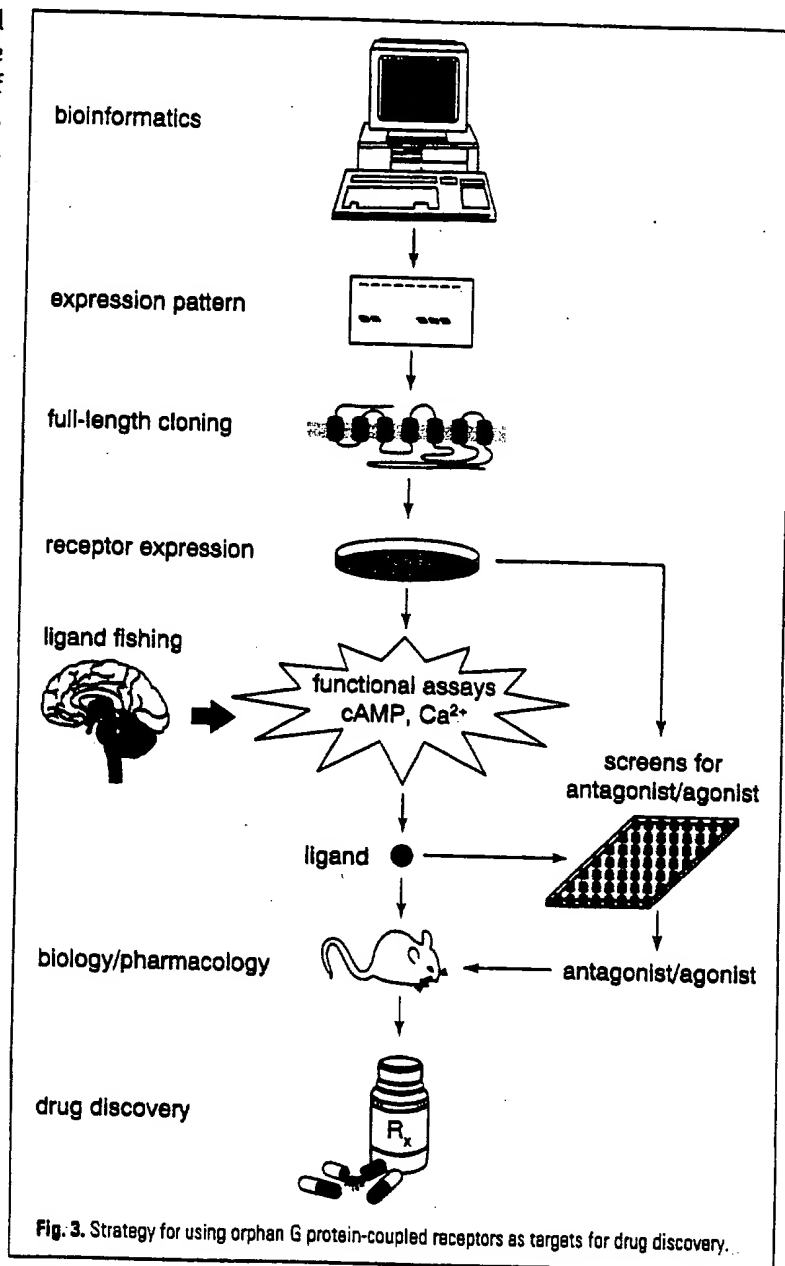 bioinformatics
expression pattern
full-length cloning
receptor expression
ligand fishing
functional assays
cAMP, Ca²⁺
screens for
antagonist/agonist
ligand
biology/pharmacology
antagonist/agonist
drug discovery
Rx
Fig. 3. Strategy for using orphan G protein-coupled receptors as targets for drug discovery.